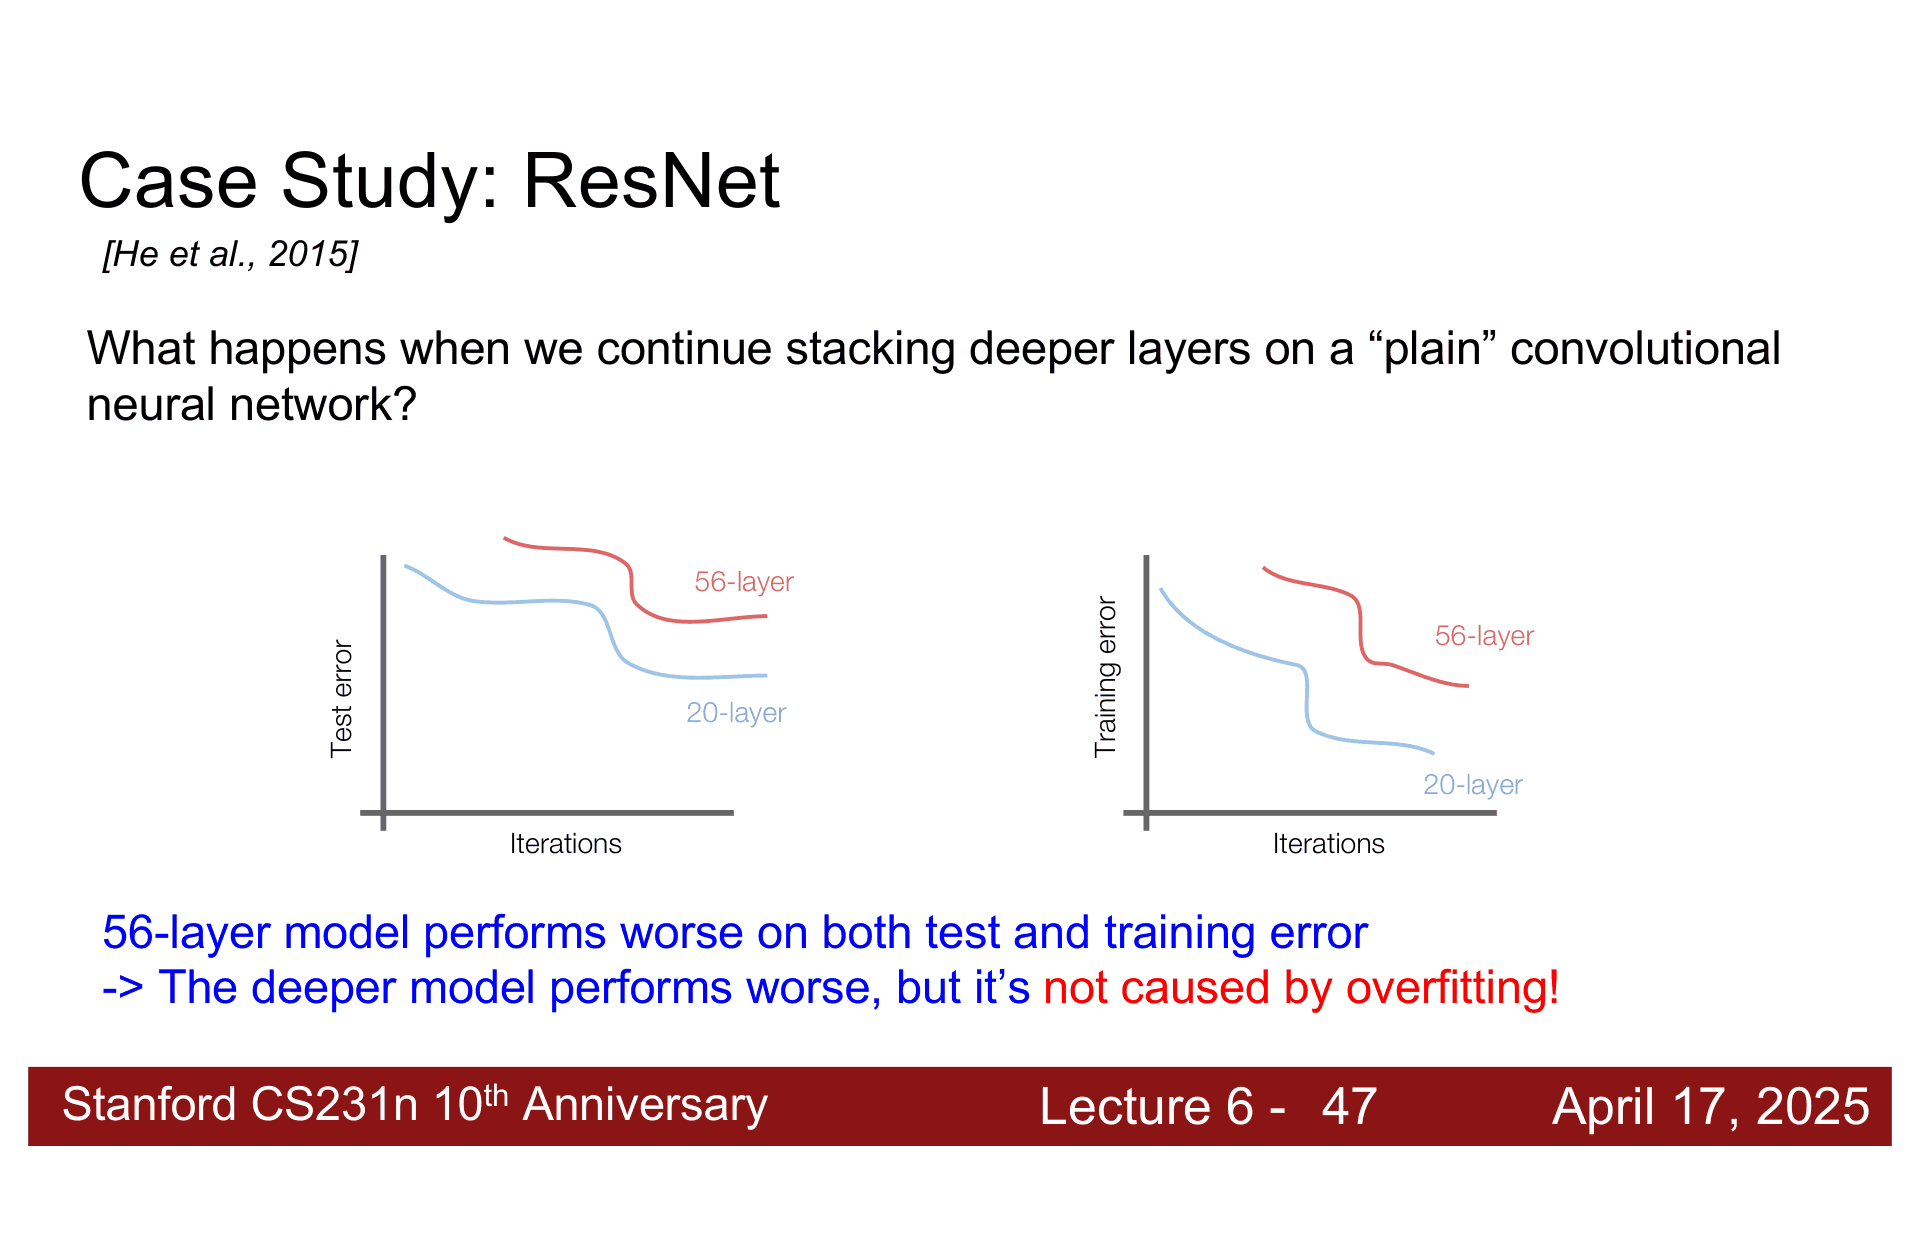 Case Study: ResNet
[He et al., 2015]
What happens when we continue stacking deeper layers on a “plain” convolutional
neural network?
Test error
56-layer
20-layer
Iterations
Training error
56-layer
20-layer
Iterations
56-layer model performs worse on both test and training error
-> The deeper model performs worse, but it’s not caused by overfitting!
Stanford CS231n 10th Anniversary
Lecture 6 - 47
April 17, 2025